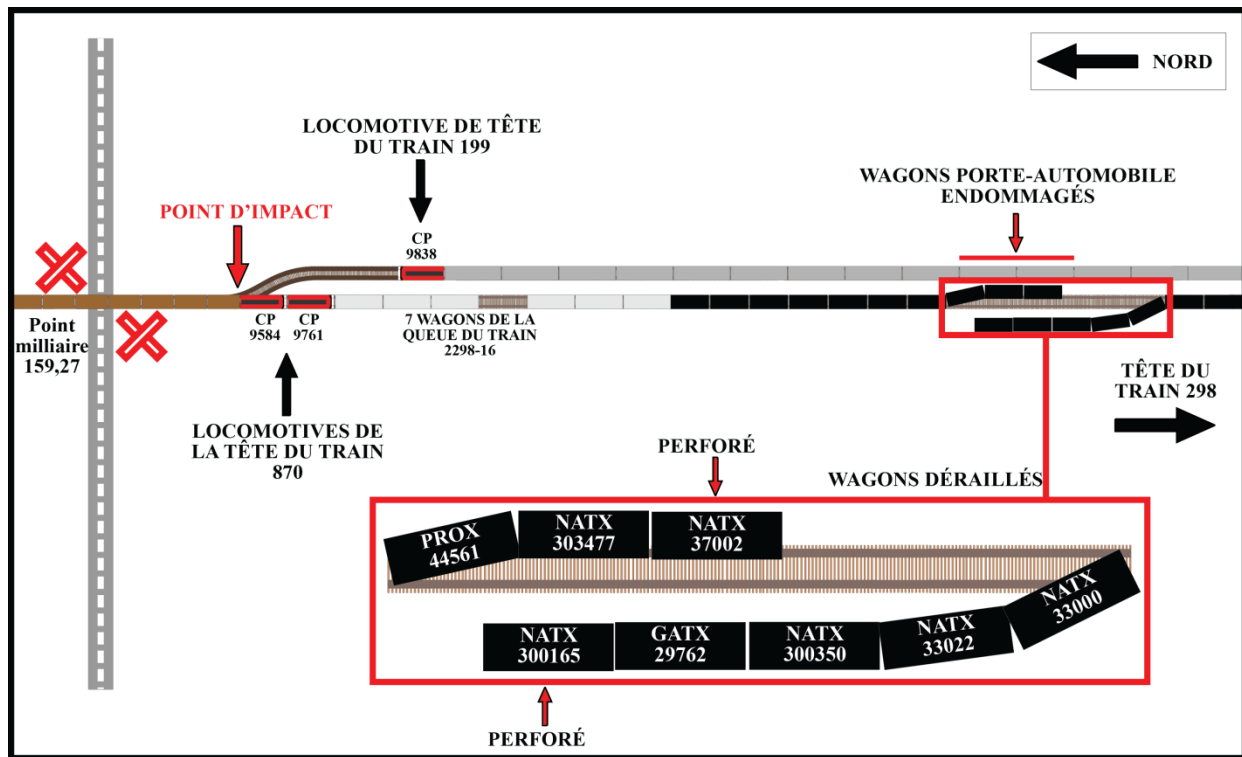 NORD
LOCOMOTIVE DE TÊTE
DU TRAIN 199
WAGONS PORTE-AUTOMOBILE
ENDOMMAGÉS
POINT D'IMPACT
CP
9838
Point
milliaire
159,27
CP
9584
CP
9761
7 WAGONS DE LA
QUEUE DU TRAIN
2298-16
TÊTE DU
TRAIN 298
LOCOMOTIVES DE
LA TÊTE DU TRAIN
870
PERFORÉ
WAGONS DÉRAILLÉS
PROX
44561
NATX
303477
NATX
37002
NATX
33000
NATX
300165
GATX
29762
NATX
300350
NATX
33022
PERFORÉ